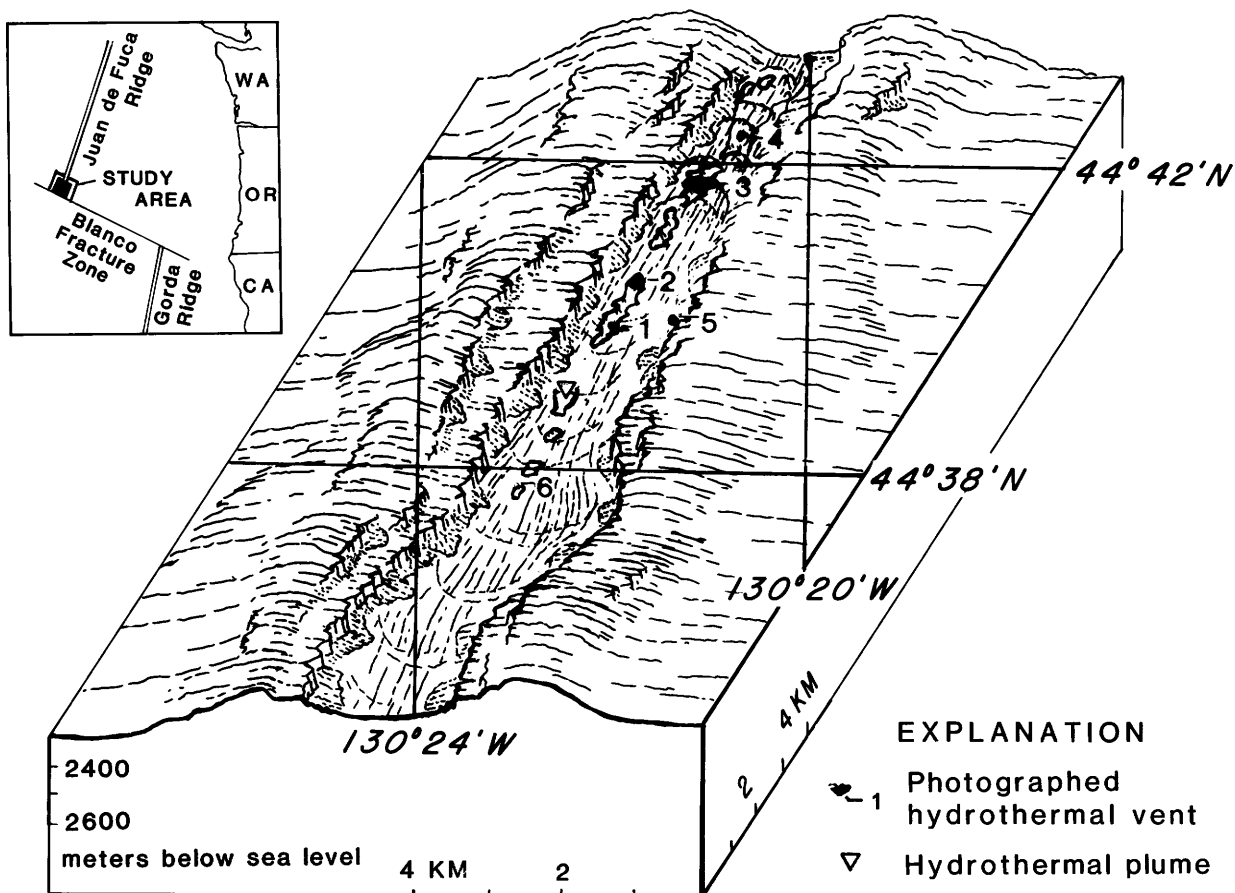 Juan de Fuca
Ridge
WA
STUDY
AREA
OR
Blanco
Fracture
Zone
Gorda
Ridge
CA
4
44° 42' N
3
2
1
5
44° 38' N
6
130° 20' W
130° 24' W
2400
2600
meters below sea level
4 KM
2
4 KM
2
EXPLANATION
1 Photographed
hydrothermal vent
Hydrothermal plume